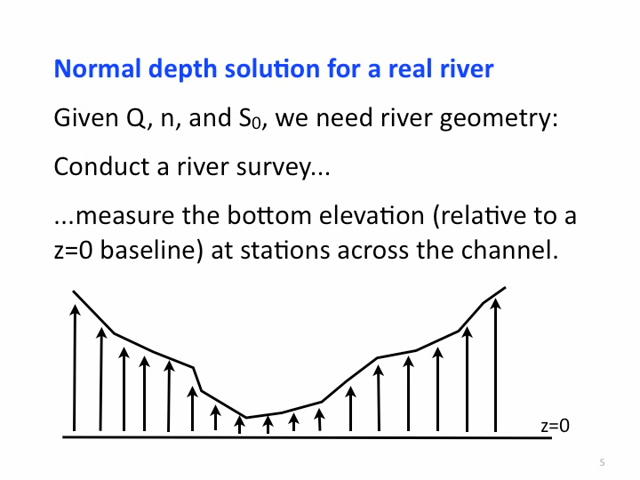 Normal depth solution for a real river
Given Q, n, and S₀, we need river geometry:
Conduct a river survey...
...measure the bottom elevation (relative to a
z=0 baseline) at stations across the channel.
z=0
5